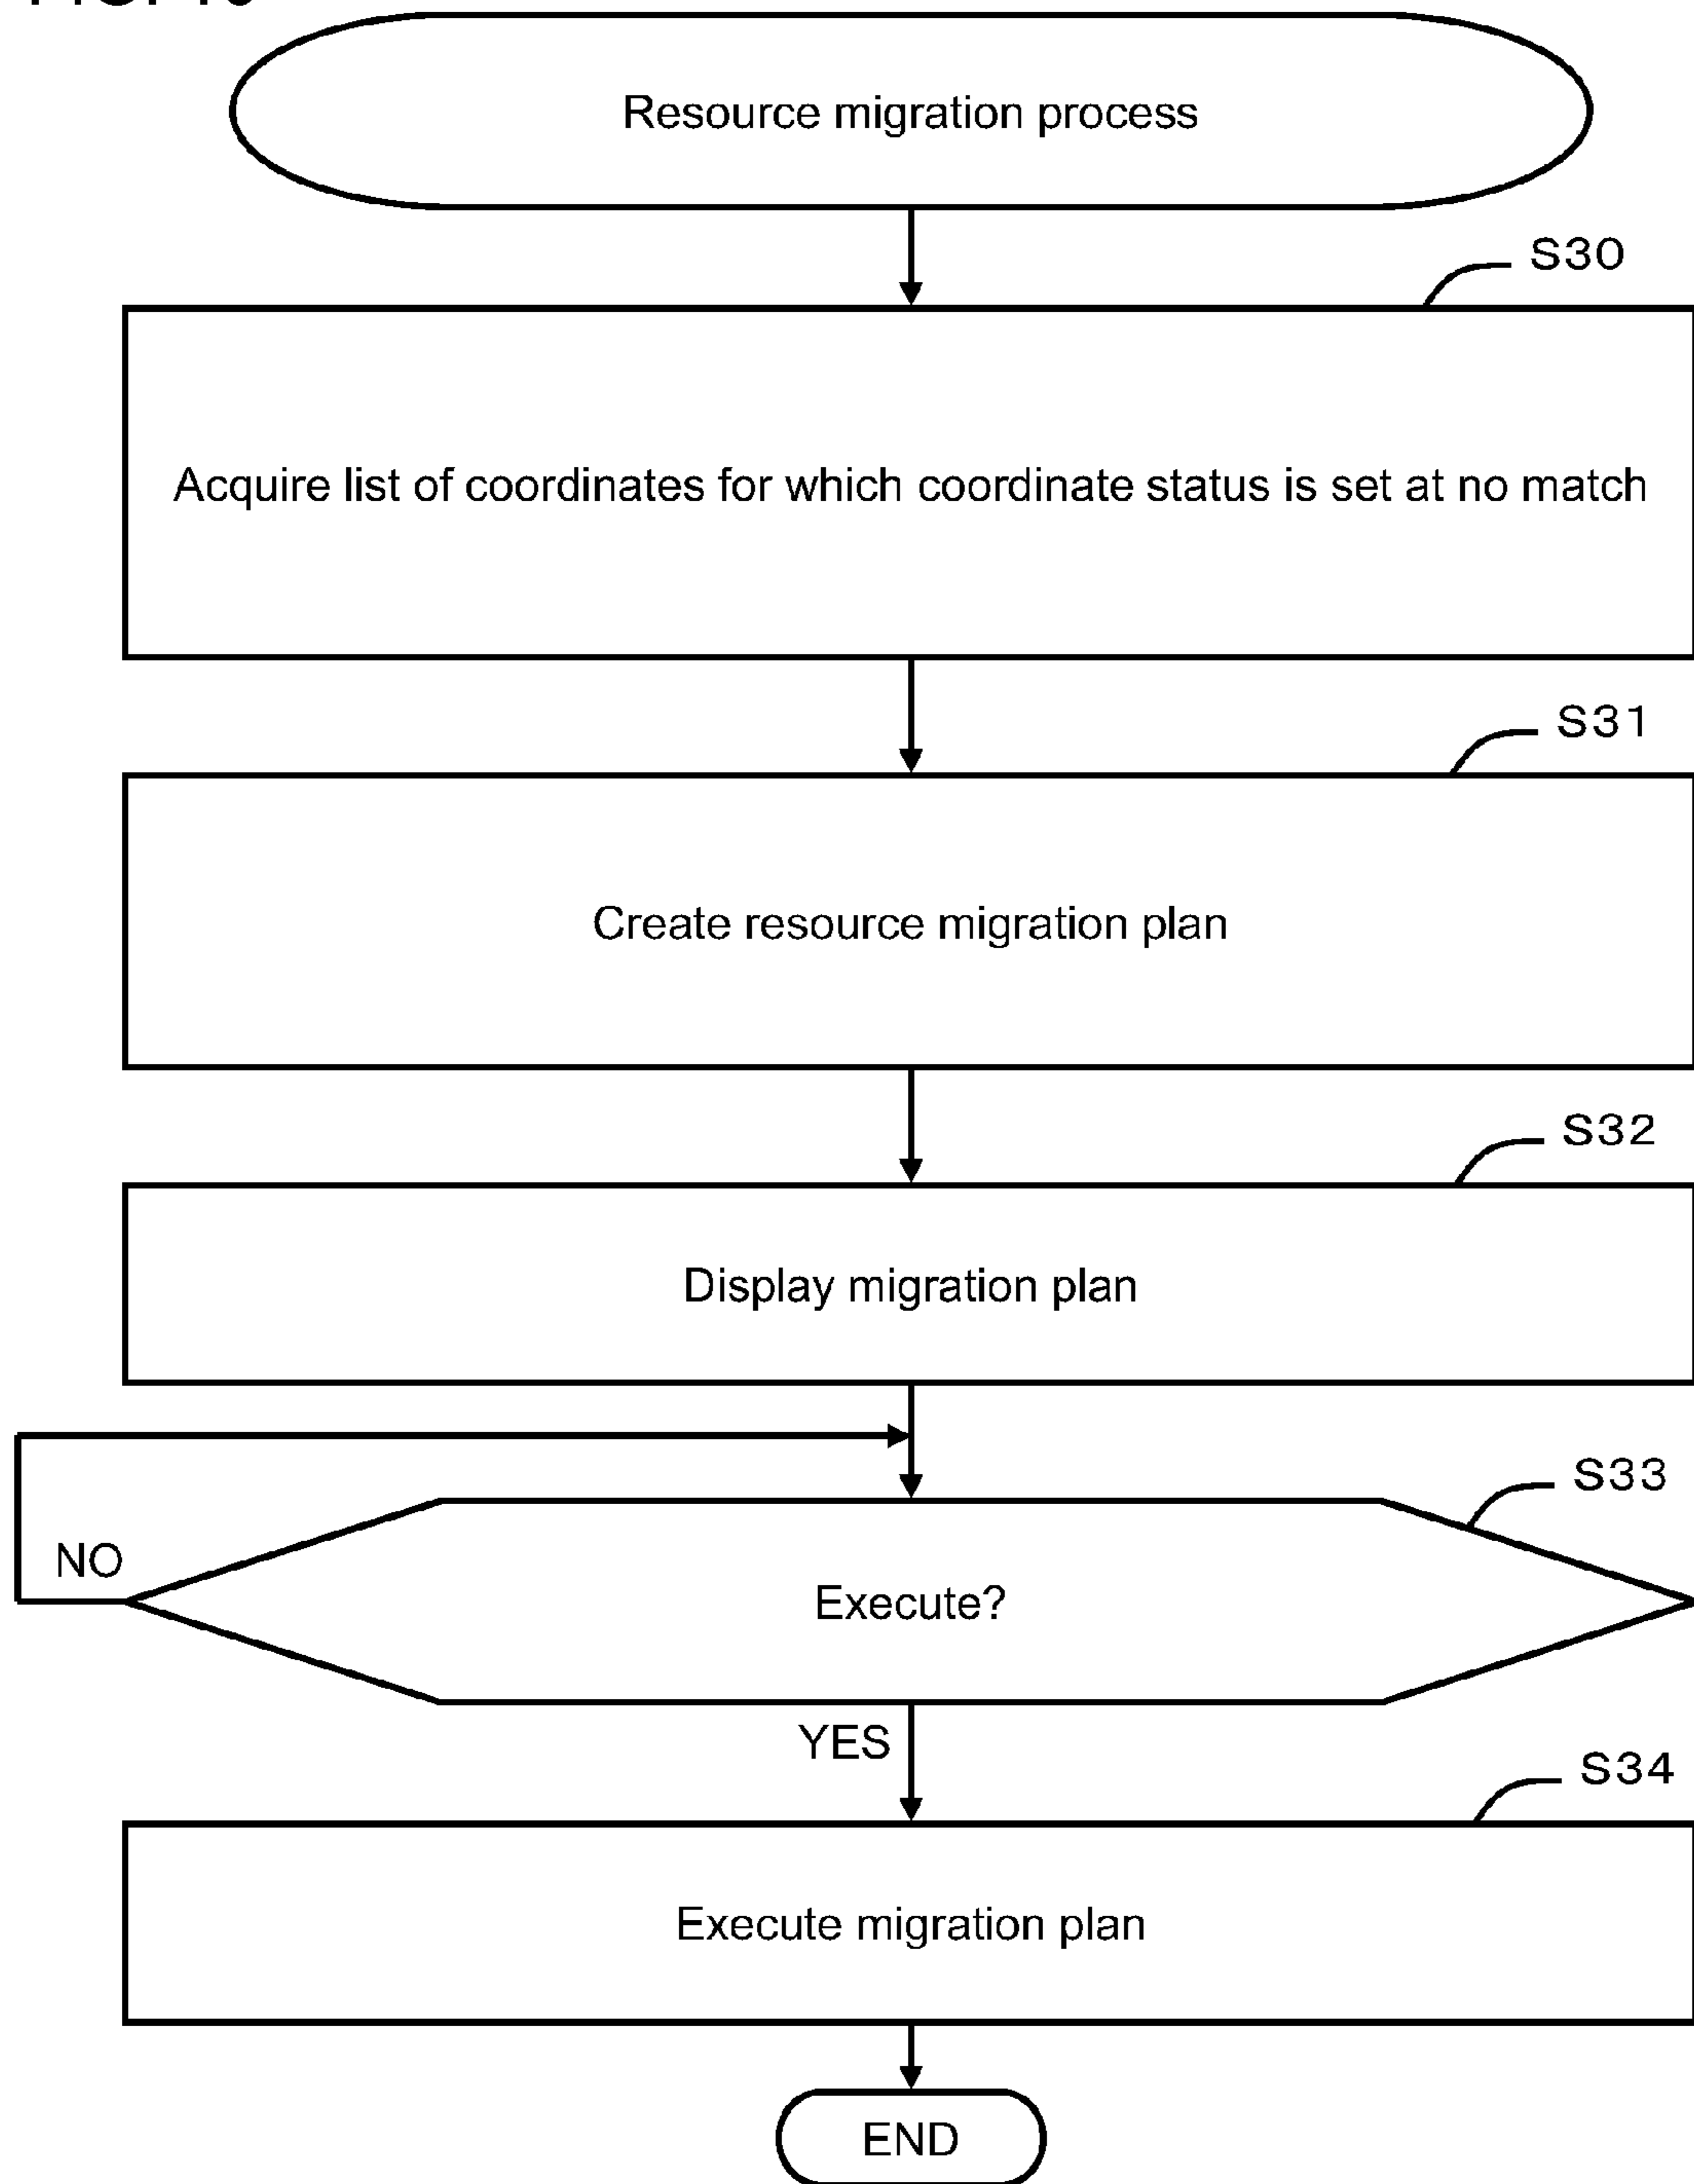 Resource migration process
S30
Acquire list of coordinates for which coordinate status is set at no match
S31
Create resource migration plan
S32
Display migration plan
S33
NO
Execute?
YES
S34
Execute migration plan
END